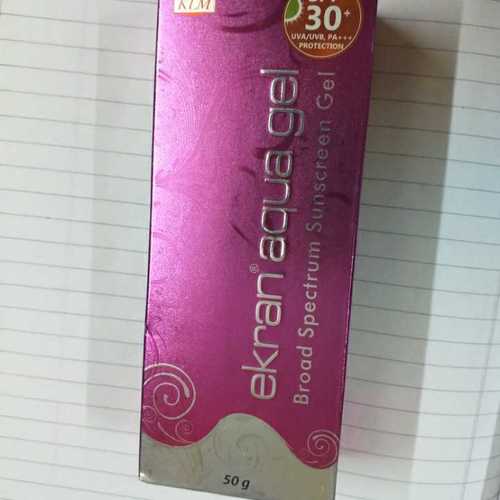 KLM
30+
UVA/UVB, PA+++
PROTECTION
ekran® aqua gel
Broad Spectrum Sunscreen Gel
50 g